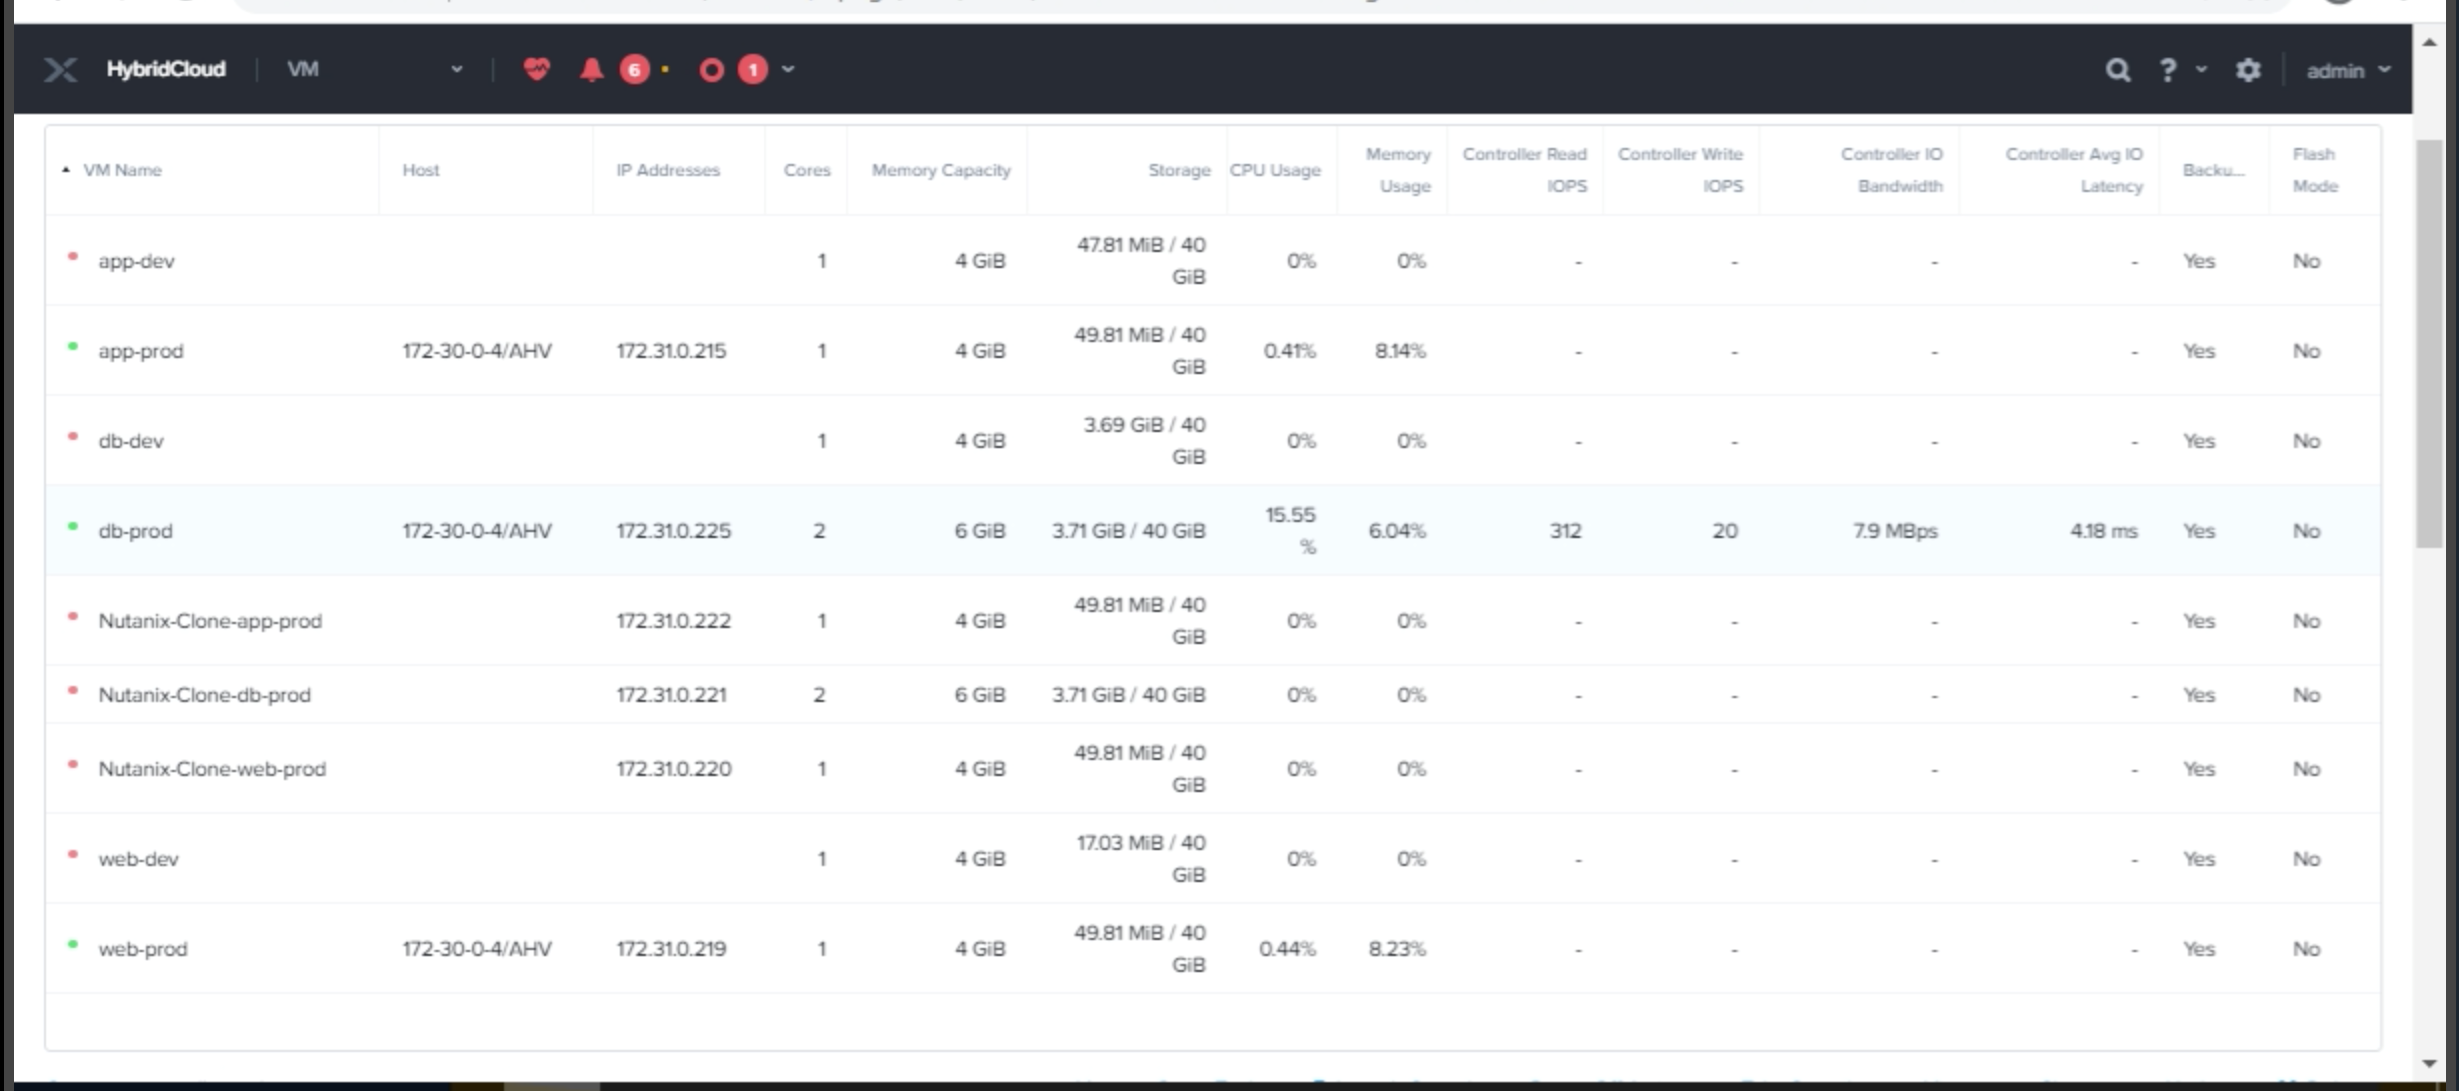 HybridCloud VM 6 1 ? admin
VM Name Host IP Addresses Cores Memory Capacity Storage CPU Usage Memory Usage Controller Read IOPS Controller Write IOPS Controller IO Bandwidth Controller Avg IO Latency Backu... Flash Mode
app-dev 1 4 GiB 47.81 MiB / 40 GiB 0% 0% - - - - Yes No
app-prod 172-30-0-4/AHV 172.31.0.215 1 4 GiB 49.81 MiB / 40 GiB 0.41% 8.14% - - - - Yes No
db-dev 1 4 GiB 3.69 GiB / 40 GiB 0% 0% - - - - Yes No
db-prod 172-30-0-4/AHV 172.31.0.225 2 6 GiB 3.71 GiB / 40 GiB 15.55 % 6.04% 312 20 7.9 MBps 4.18 ms Yes No
Nutanix-Clone-app-prod 172.31.0.222 1 4 GiB 49.81 MiB / 40 GiB 0% 0% - - - - Yes No
Nutanix-Clone-db-prod 172.31.0.221 2 6 GiB 3.71 GiB / 40 GiB 0% 0% - - - - Yes No
Nutanix-Clone-web-prod 172.31.0.220 1 4 GiB 49.81 MiB / 40 GiB 0% 0% - - - - Yes No
web-dev 1 4 GiB 17.03 MiB / 40 GiB 0% 0% - - - - Yes No
web-prod 172-30-0-4/AHV 172.31.0.219 1 4 GiB 49.81 MiB / 40 GiB 0.44% 8.23% - - - - Yes No